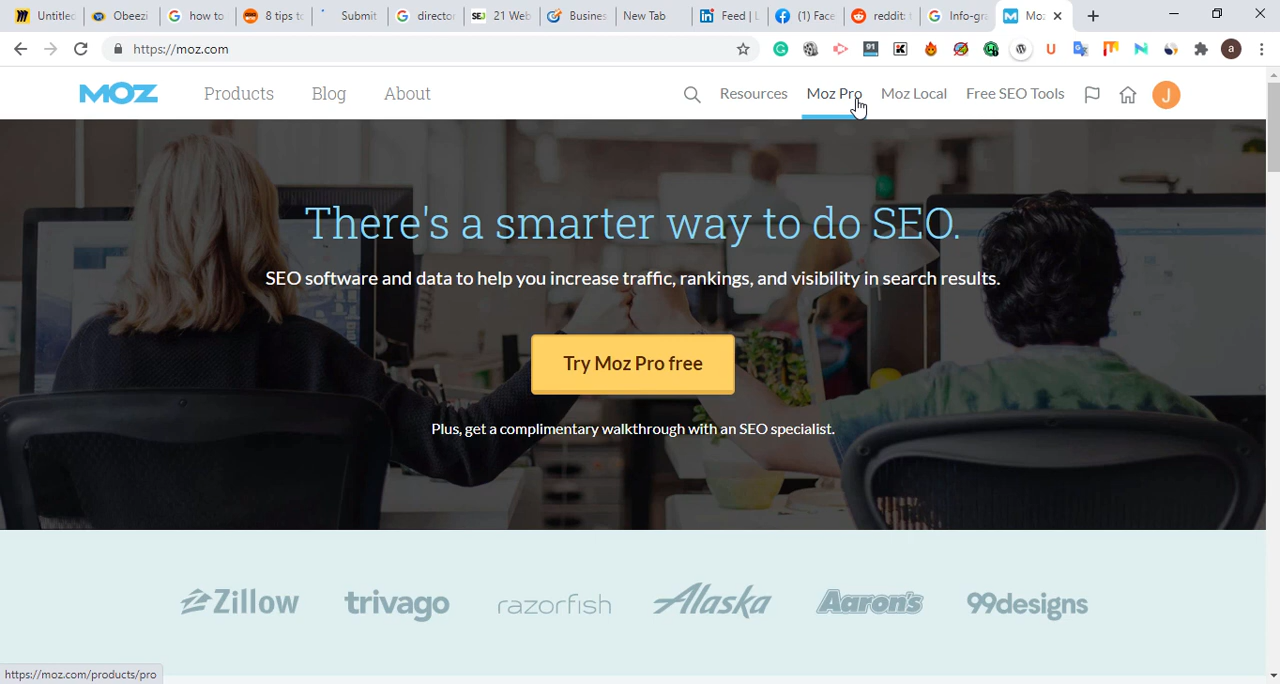 Untitle
Obeezi
how to
8 tips to
Submit
director
SEJ 21 Web
Busines
New Tab
Feed | L
(1) Face
reddit: t
Info-gra
Moz
https://moz.com
91
a
MOZ
Products
Blog
About
Resources
Moz Pro
Moz Local
Free SEO Tools
J
There's a smarter way to do SEO.
SEO software and data to help you increase traffic, rankings, and visibility in search results.
Try Moz Pro free
Plus, get a complimentary walkthrough with an SEO specialist.
Zillow
trivago
razorfish
Alaska
Aaron's
99designs
https://moz.com/products/pro